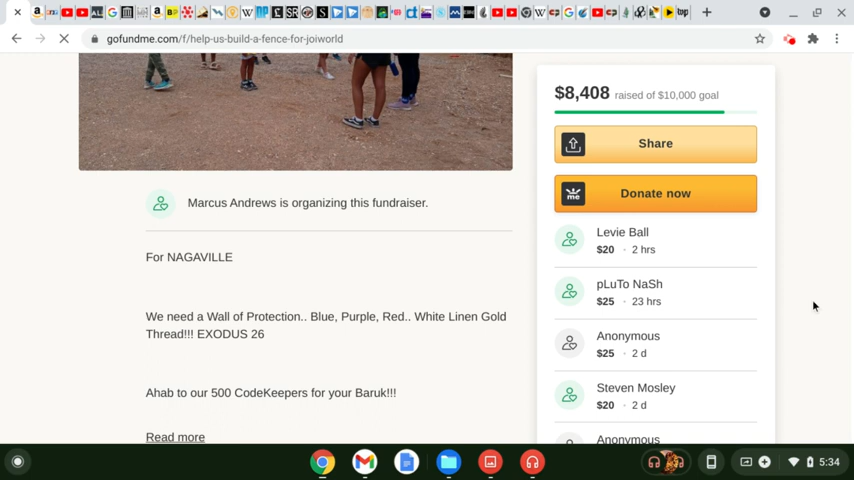 gofundme.com/f/help-us-build-a-fence-for-joiworld
$8,408 raised of $10,000 goal
Share
me Donate now
Marcus Andrews is organizing this fundraiser.
For NAGAVILLE
We need a Wall of Protection.. Blue, Purple, Red.. White Linen Gold
Thread!!! EXODUS 26
Ahab to our 500 CodeKeepers for your Baruk!!!
Read more
Levie Ball
$20 · 2 hrs
pLuTo NaSh
$25 · 23 hrs
Anonymous
$25 · 2 d
Steven Mosley
$20 · 2 d
Anonymous
5:34